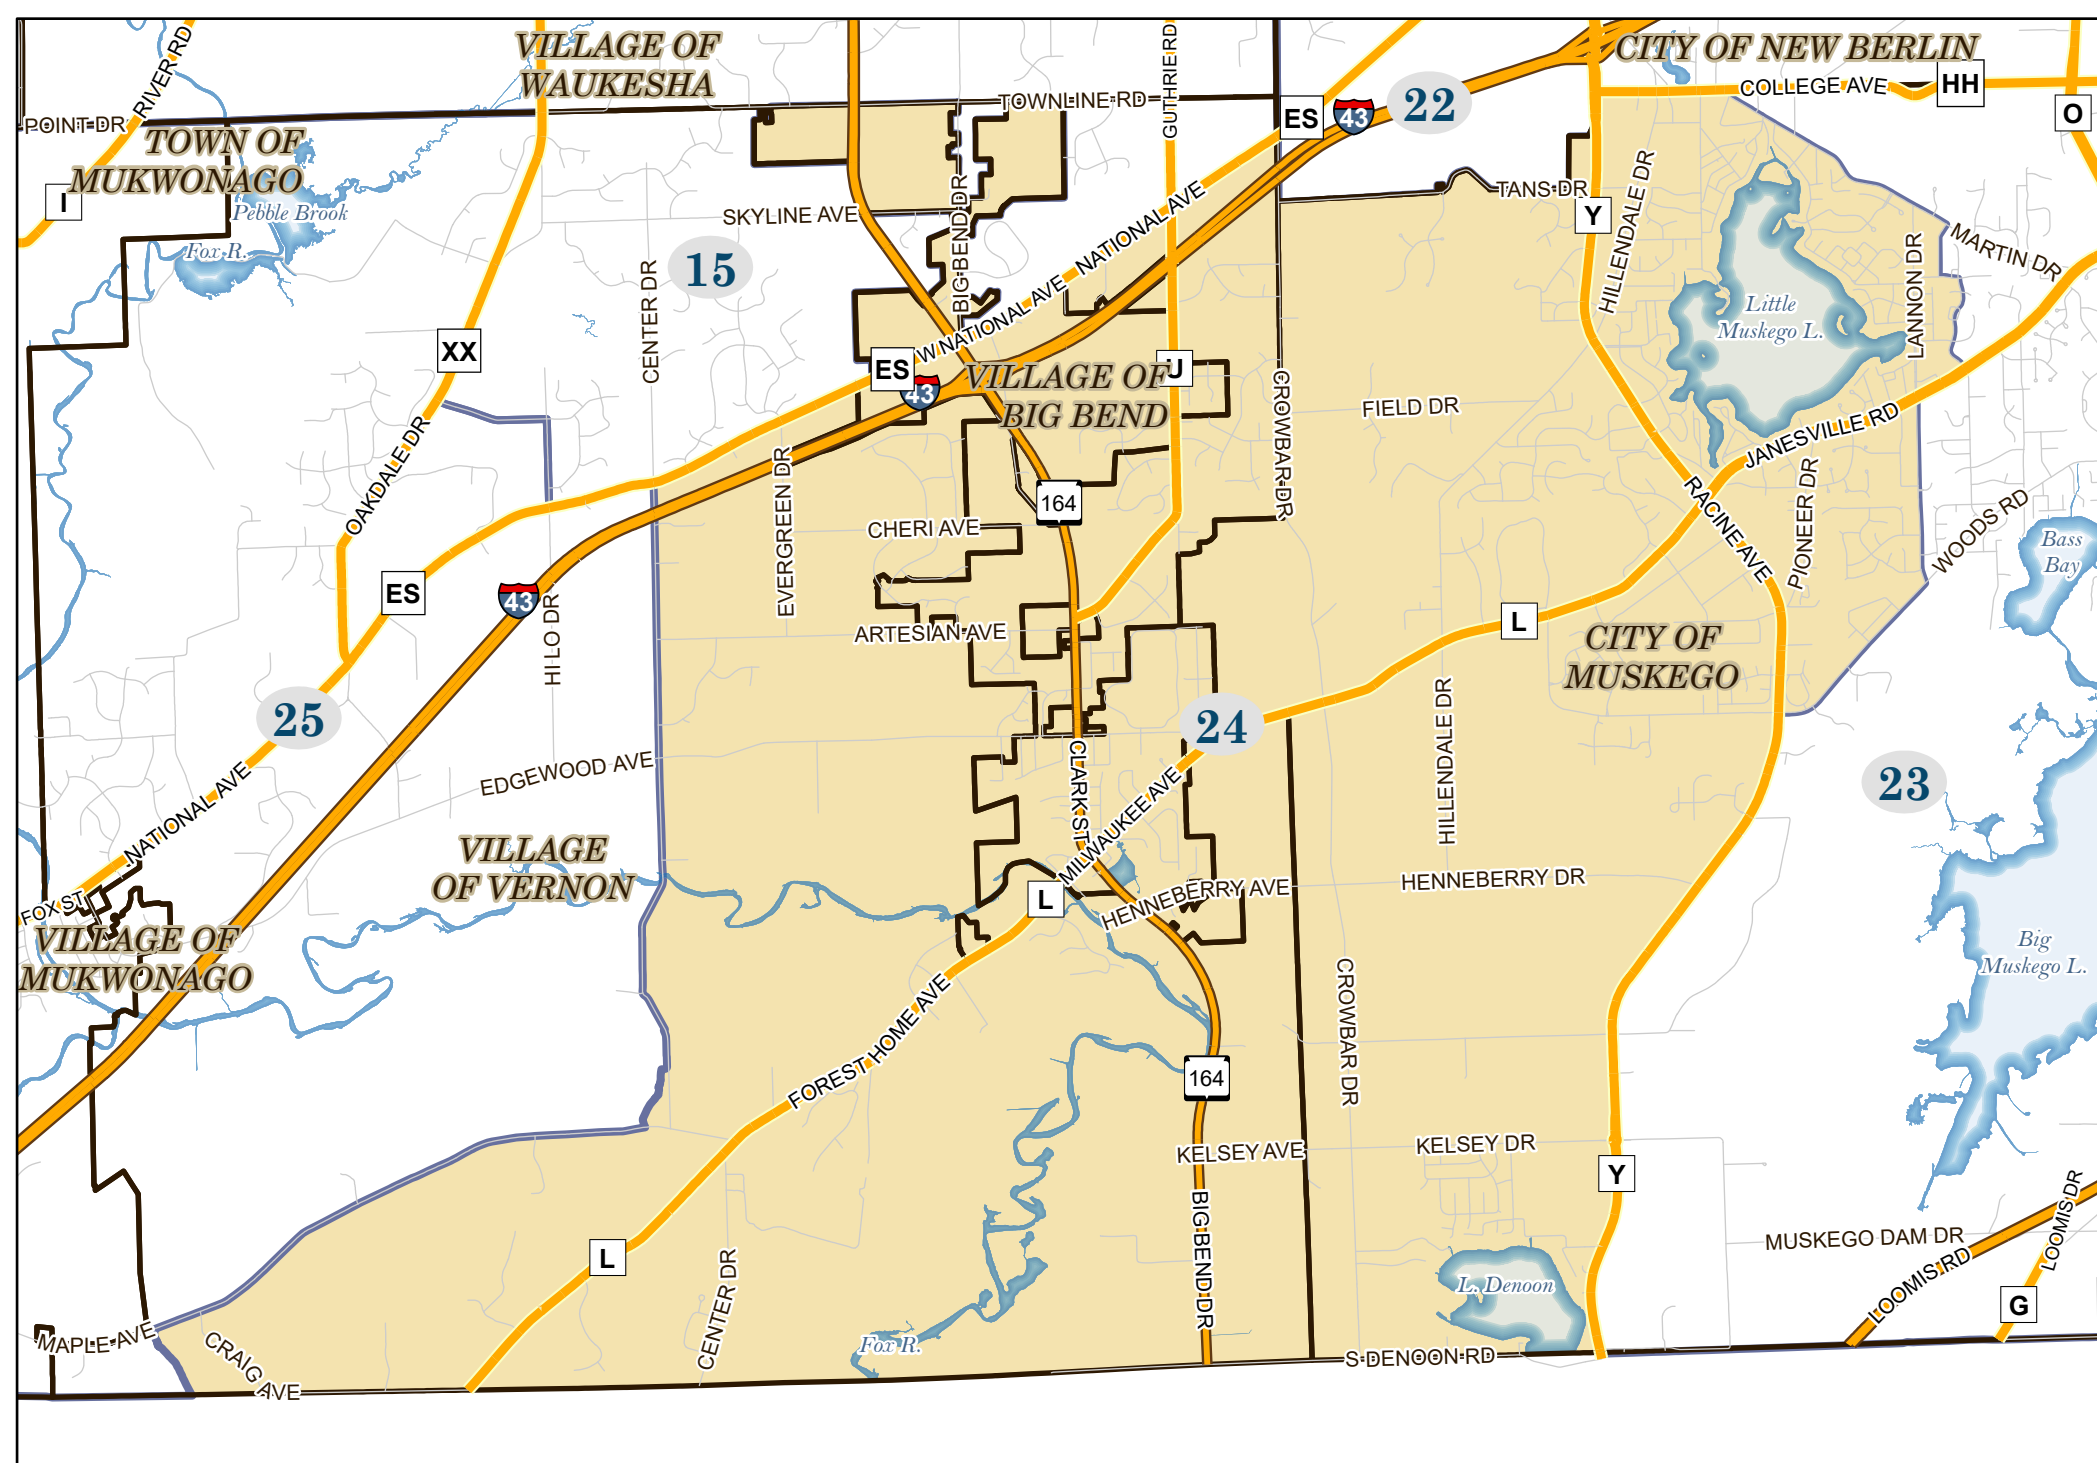 VILLAGE OF
WAUKESHA
CITY OF NEW BERLIN
RIVER RD
GUTHRIE RD
COLLEGE AVE
HH
O
TOWNLINE RD
ES
43
22
POINT DR
TOWN OF
MUKWONAGO
I
Pebble Brook
Fox R.
SKYLINE AVE
BIG BEND DR
NATIONAL AVE
TANS DR
Y
HILLENDALE DR
LANNON DR
MARTIN DR
15
CENTER DR
Little
Muskego L.
XX
ES
W NATIONAL AVE
43
VILLAGE OF
BIG BEND
U
CROWBAR DR
FIELD DR
JANESVILLE RD
OAKDALE DR
EVERGREEN DR
164
CHERI AVE
RACINE AVE
PIONEER DR
WOODS RD
Bass
Bay
ES
43
HI LO DR
ARTESIAN AVE
L
CITY OF
MUSKEGO
25
24
HILLENDALE DR
EDGEWOOD AVE
CLARK ST
MILWAUKEE AVE
23
NATIONAL AVE
VILLAGE
OF VERNON
FOX ST
L
HENNEBERRY AVE
HENNEBERRY DR
VILLAGE OF
MUKWONAGO
Big
Muskego L.
FOREST HOME AVE
CROWBAR DR
164
KELSEY AVE
KELSEY DR
Y
BIG BEND DR
L
CENTER DR
MUSKEGO DAM DR
LOOMIS RD
LOOMIS DR
G
L. Denoon
MAPLE AVE
CRAIG AVE
Fox R.
S DENOON RD